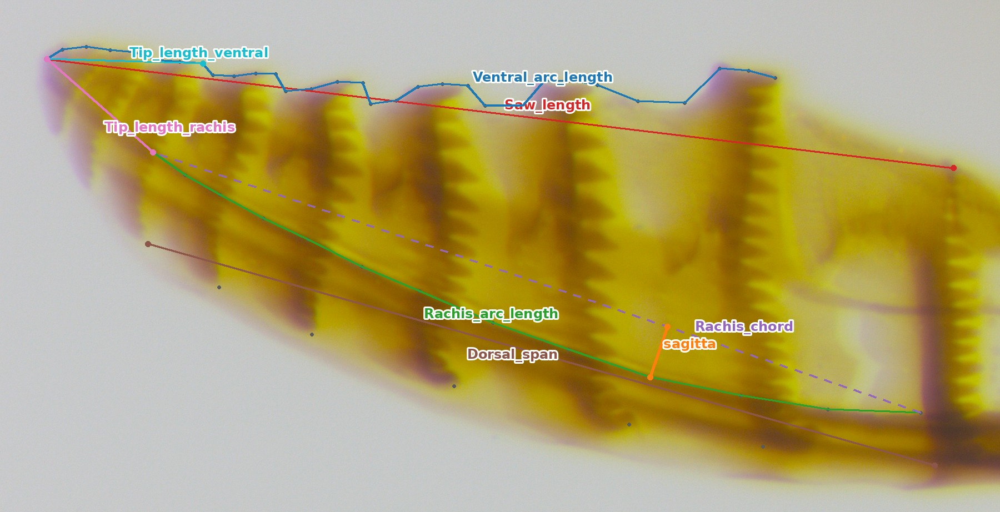 Tip_length_ventral
Ventral_arc_length
Saw_length
Tip_length_rachis
Rachis_arc_length
Rachis_chord
sagitta
Dorsal_span